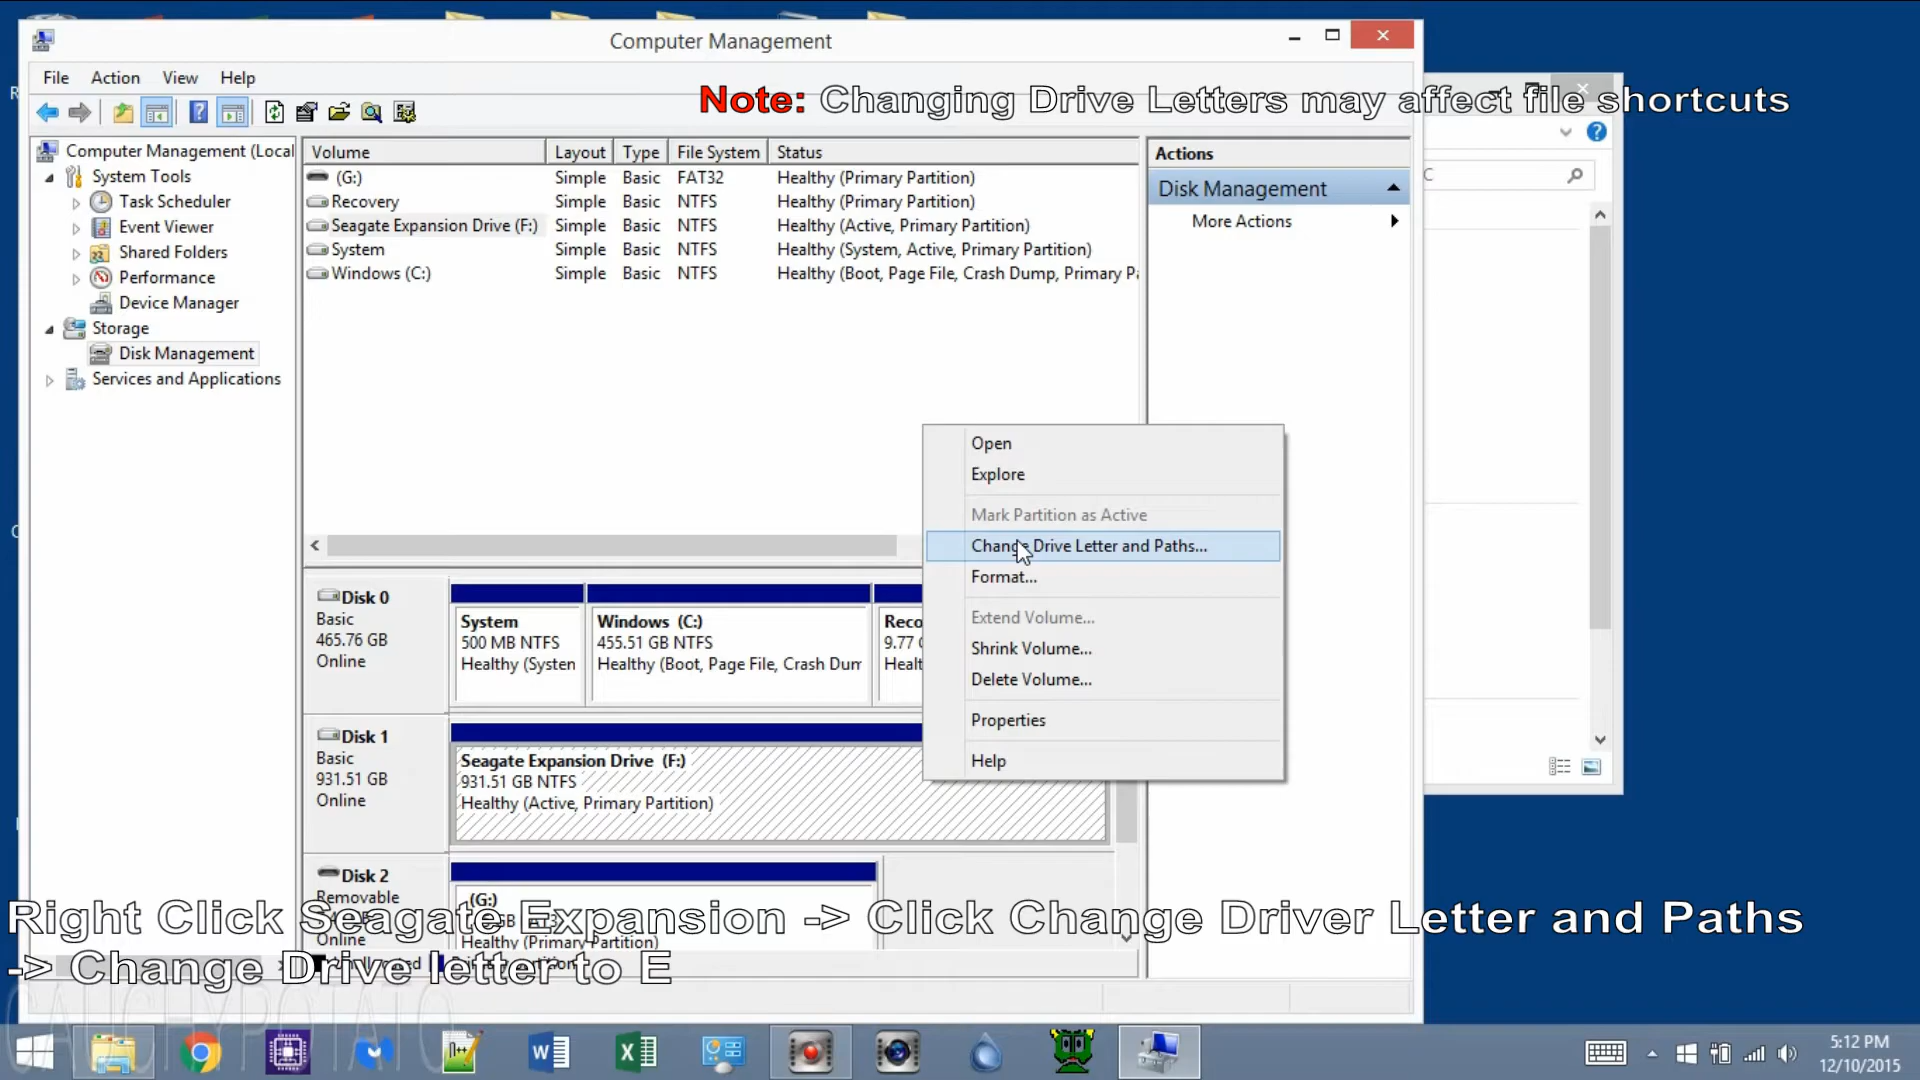 Computer Management
File Action View Help
Note: Changing Drive Letters may affect file shortcuts
Computer Management (Local
System Tools
Task Scheduler
Event Viewer
Shared Folders
Performance
Device Manager
Storage
Disk Management
Services and Applications
Volume Layout Type File System Status
(G:) Simple Basic FAT32 Healthy (Primary Partition)
Recovery Simple Basic NTFS Healthy (Primary Partition)
Seagate Expansion Drive (F:) Simple Basic NTFS Healthy (Active, Primary Partition)
System Simple Basic NTFS Healthy (System, Active, Primary Partition)
Windows (C:) Simple Basic NTFS Healthy (Boot, Page File, Crash Dump, Primary Pa
Actions
Disk Management
More Actions
C
Open
Explore
Mark Partition as Active
Change Drive Letter and Paths...
Format...
Extend Volume...
Shrink Volume...
Delete Volume...
Properties
Help
Disk 0
Basic
465.76 GB
Online
System
500 MB NTFS
Healthy (System
Windows (C:)
455.51 GB NTFS
Healthy (Boot, Page File, Crash Dum
Reco
9.77 G
Healt
Disk 1
Basic
931.51 GB
Online
Seagate Expansion Drive (F:)
931.51 GB NTFS
Healthy (Active, Primary Partition)
Disk 2
Removable
Online
(G:)
Healthy (Primary Partition)
Right Click Seagate Expansion -> Click Change Driver Letter and Paths
-> Change Drive letter to E
CAUCHYPOTATO
5:12 PM
12/10/2015